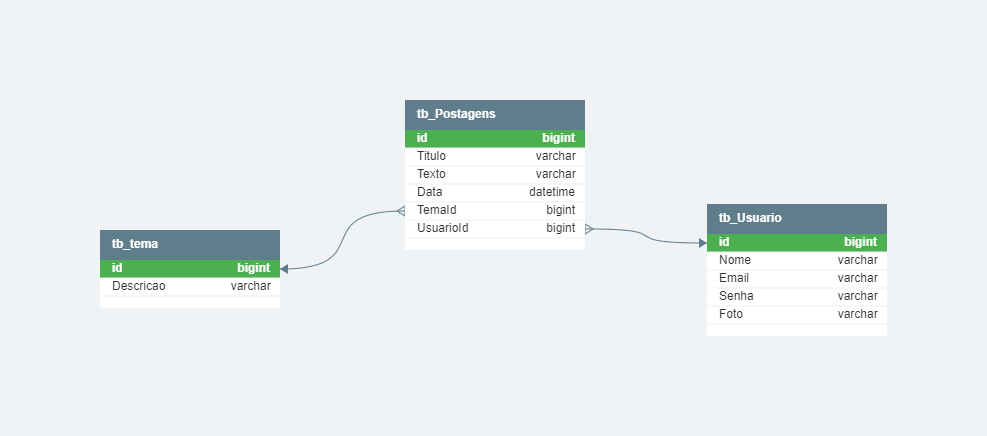 tb_Postagens
id bigint
Titulo varchar
Texto varchar
Data datetime
TemaId bigint
UsuarioId bigint
tb_tema
id bigint
Descricao varchar
tb_Usuario
id bigint
Nome varchar
Email varchar
Senha varchar
Foto varchar